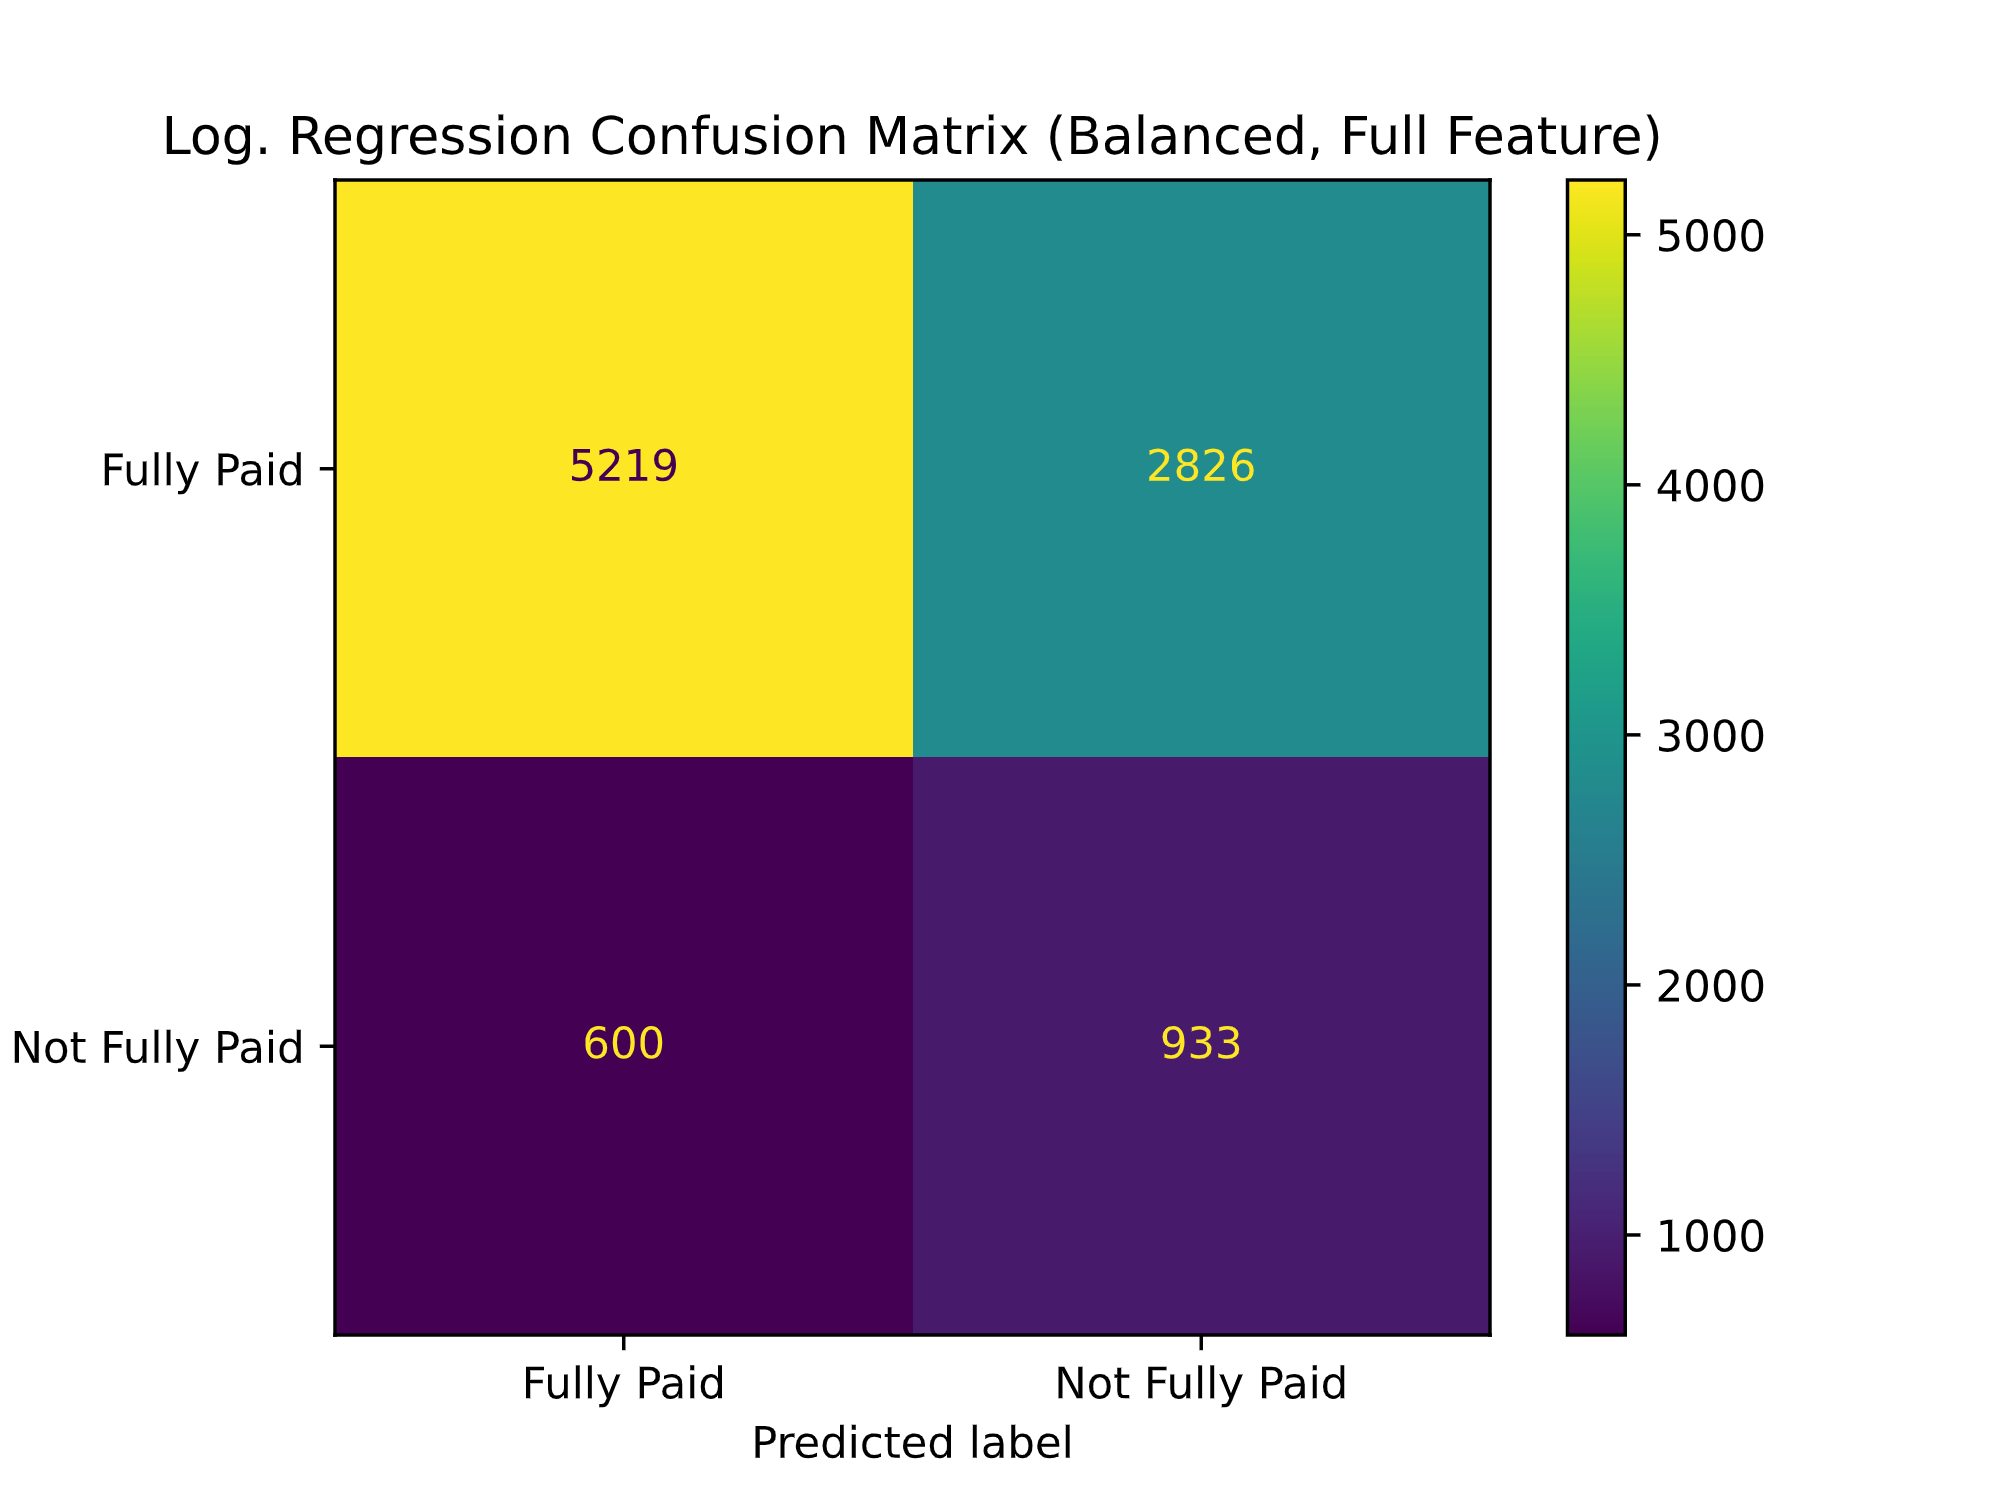 Log. Regression Confusion Matrix (Balanced, Full Feature)
Fully Paid
5219
2826
Not Fully Paid
600
933
Fully Paid
Not Fully Paid
Predicted label
5000
4000
3000
2000
1000